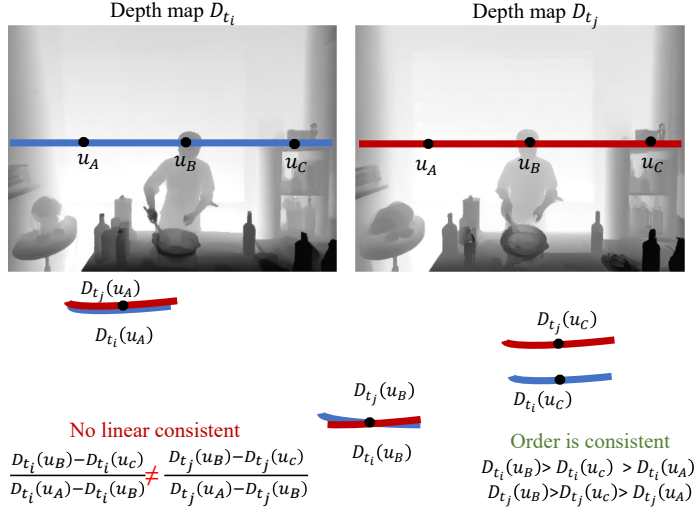 Depth map D_{t_i}
Depth map D_{t_j}
u_A
u_B
u_C
u_A
u_B
u_C
D_{t_j}(u_A)
D_{t_i}(u_A)
D_{t_j}(u_C)
D_{t_i}(u_C)
D_{t_j}(u_B)
D_{t_i}(u_B)
No linear consistent
\frac{D_{t_i}(u_B)-D_{t_i}(u_c)}{D_{t_i}(u_A)-D_{t_i}(u_B)} ≠ \frac{D_{t_j}(u_B)-D_{t_j}(u_C)}{D_{t_j}(u_A)-D_{t_j}(u_B)}
Order is consistent
D_{t_i}(u_B)> D_{t_i}(u_c) > D_{t_i}(u_A)
D_{t_j}(u_B)>D_{t_j}(u_c)> D_{t_j}(u_A)